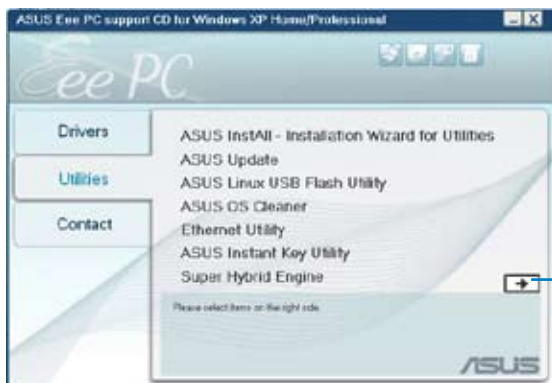 ASUS Eee PC support CD for Windows XP Home/Professional
Eee PC
Drivers
Utilities
Contact
ASUS InstAll - Installation Wizard for Utilities
ASUS Update
ASUS Linux USB Flash Utility
ASUS OS Cleaner
Ethernet Utility
ASUS Instant Key Utility
Super Hybrid Engine
Please select items on the right side.
ASUS